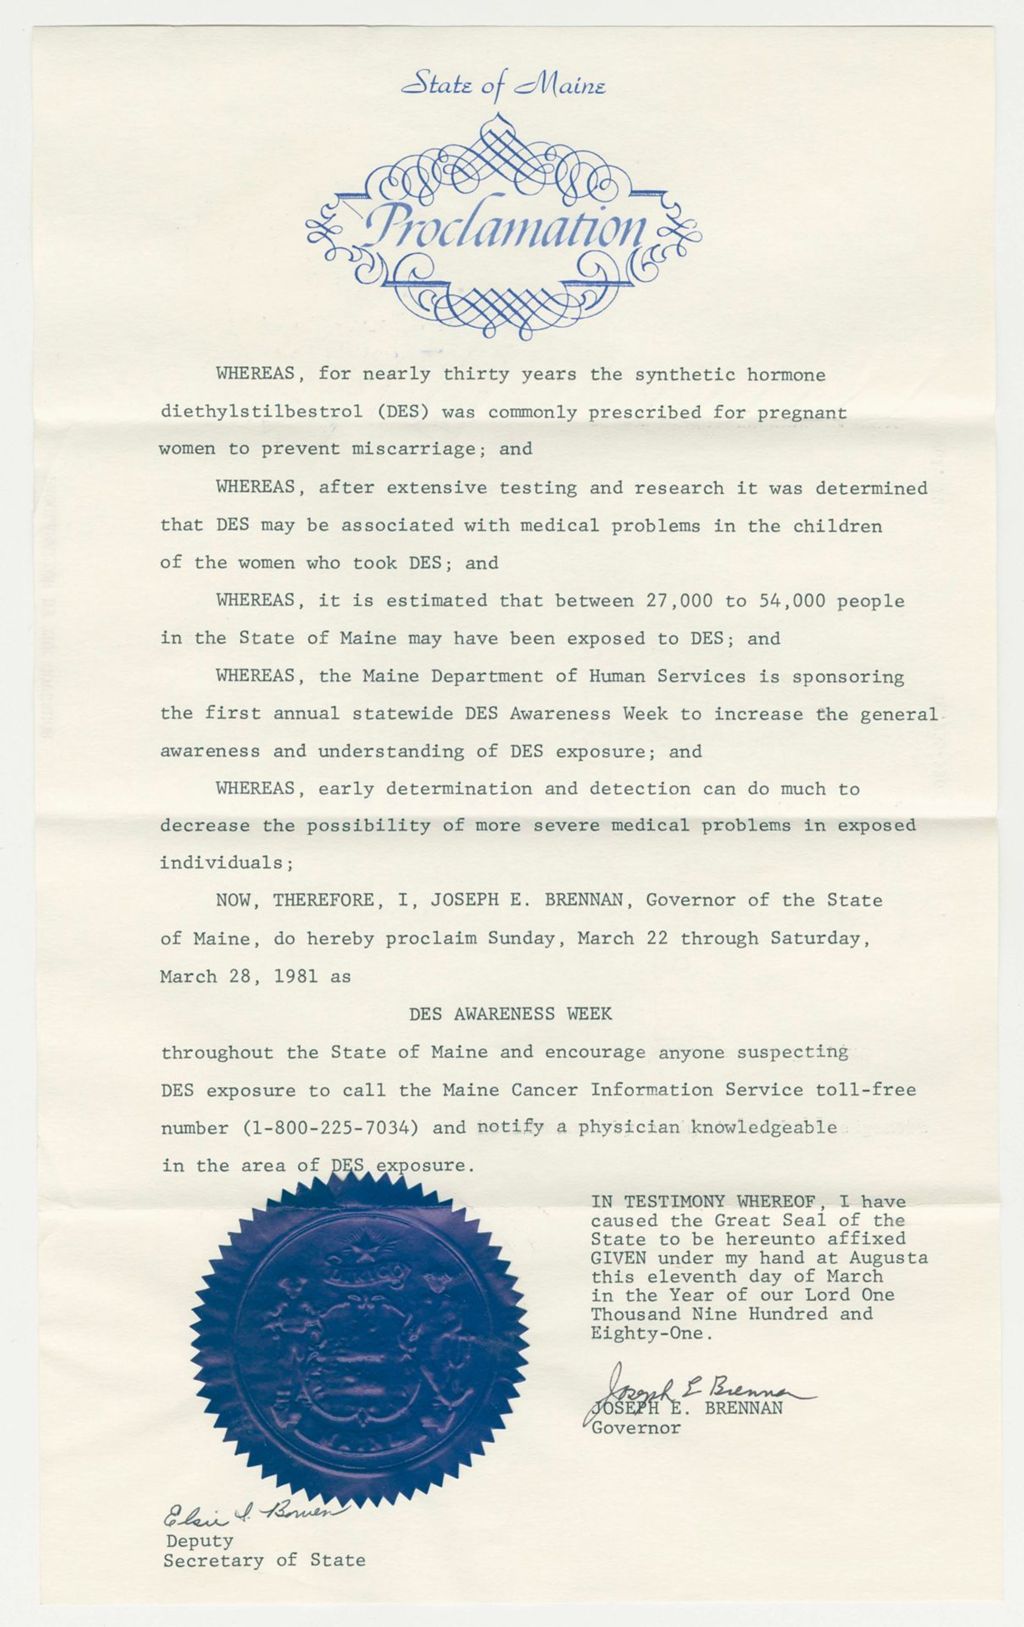 State of Maine
Proclamation
WHEREAS, for nearly thirty years the synthetic hormone
diethylstilbestrol (DES) was commonly prescribed for pregnant
women to prevent miscarriage; and
WHEREAS, after extensive testing and research it was determined
that DES may be associated with medical problems in the children
of the women who took DES; and
WHEREAS, it is estimated that between 27,000 to 54,000 people
in the State of Maine may have been exposed to DES; and
WHEREAS, the Maine Department of Human Services is sponsoring
the first annual statewide DES Awareness Week to increase the general
awareness and understanding of DES exposure; and
WHEREAS, early determination and detection can do much to
decrease the possibility of more severe medical problems in exposed
individuals;
NOW, THEREFORE, I, JOSEPH E. BRENNAN, Governor of the State
of Maine, do hereby proclaim Sunday, March 22 through Saturday,
March 28, 1981 as
DES AWARENESS WEEK
throughout the State of Maine and encourage anyone suspecting
DES exposure to call the Maine Cancer Information Service toll-free
number (1-800-225-7034) and notify a physician knowledgeable
in the area of DES exposure.
IN TESTIMONY WHEREOF, I have
caused the Great Seal of the
State to be hereunto affixed
GIVEN under my hand at Augusta
this eleventh day of March
in the Year of our Lord One
Thousand Nine Hundred and
Eighty-One.
Joseph E Brennan
JOSEPH E. BRENNAN
Governor
Elsie I. Bowen
Deputy
Secretary of State